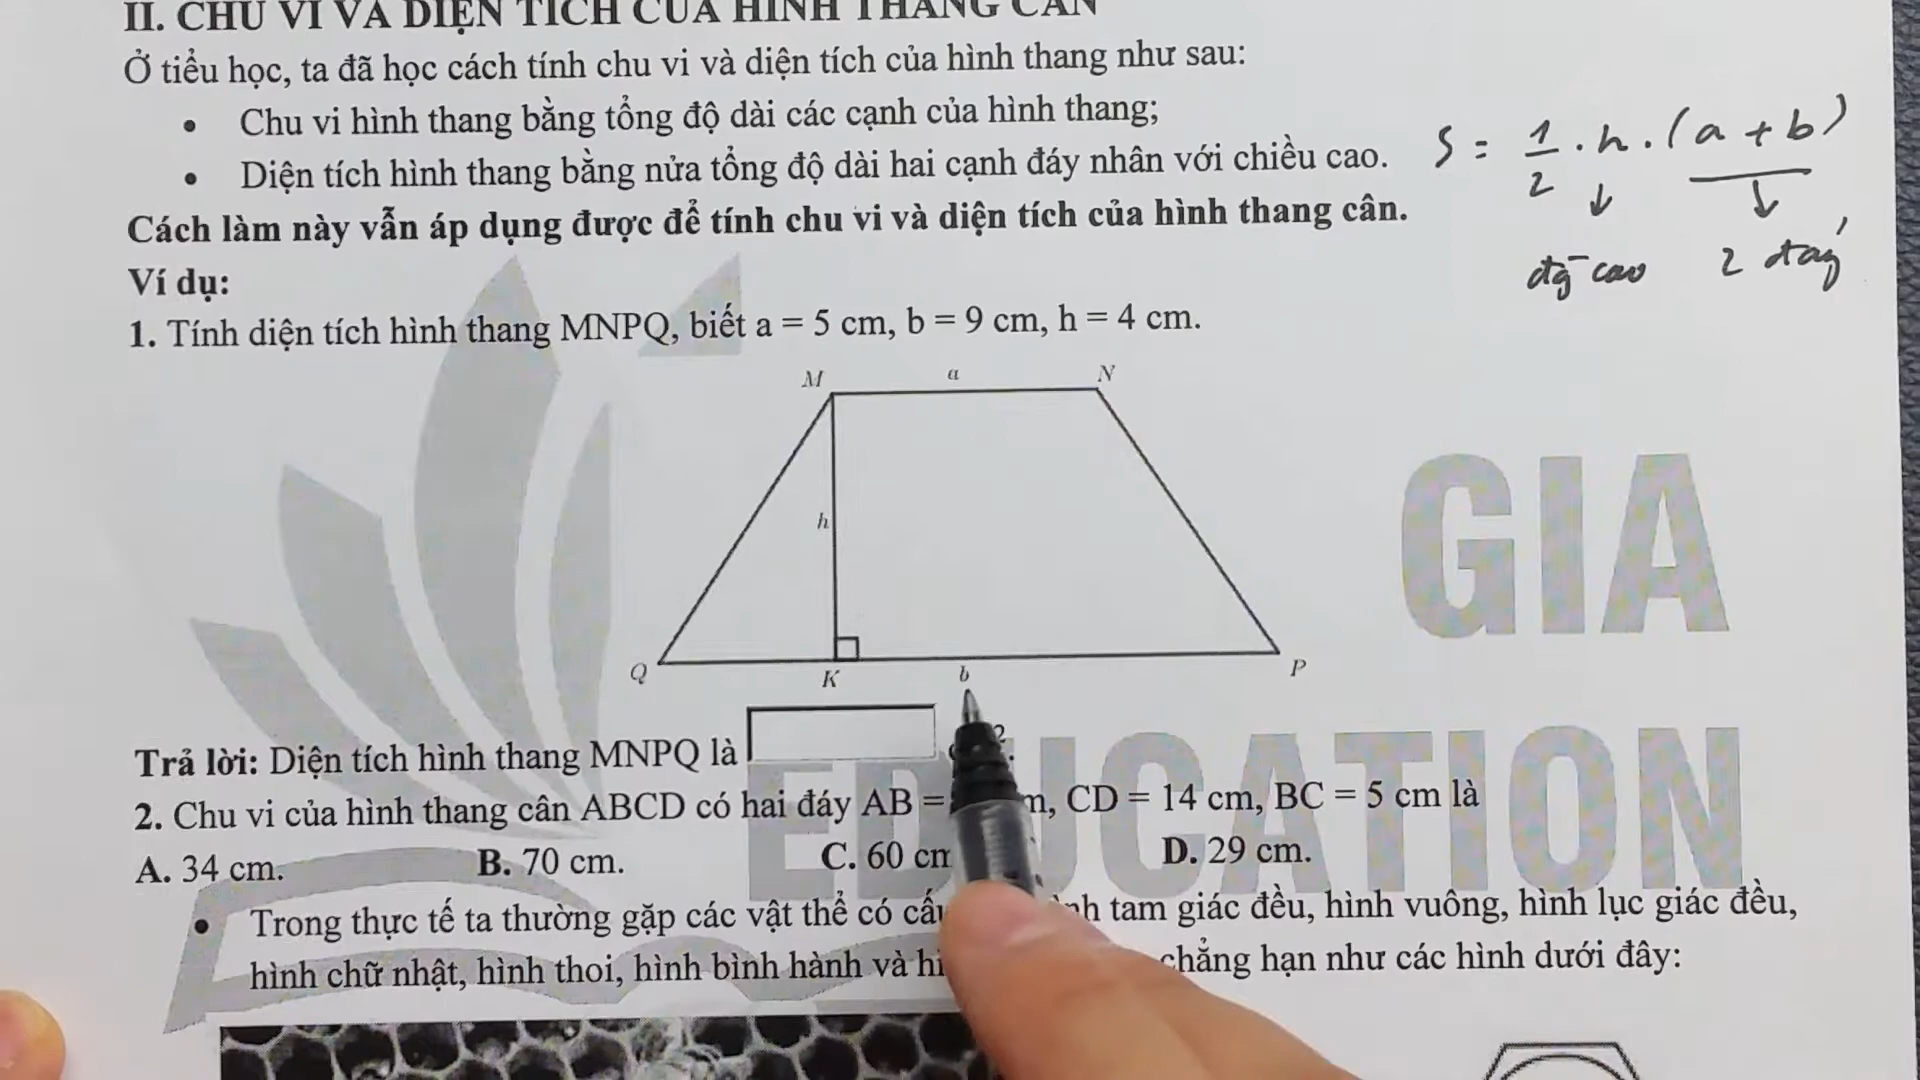 II. CHU VI VÀ DIỆN TÍCH CỦA HÌNH THANG CÂN
Ở tiểu học, ta đã học cách tính chu vi và diện tích của hình thang như sau:
• Chu vi hình thang bằng tổng độ dài các cạnh của hình thang;
• Diện tích hình thang bằng nửa tổng độ dài hai cạnh đáy nhân với chiều cao.
S = 1/2 . h . (a + b)
đg cao 2 đáy
Cách làm này vẫn áp dụng được để tính chu vi và diện tích của hình thang cân.
Ví dụ:
1. Tính diện tích hình thang MNPQ, biết a = 5 cm, b = 9 cm, h = 4 cm.
M a N
h
Q K b P
GIA
EDUCATION
Trả lời: Diện tích hình thang MNPQ là
2. Chu vi của hình thang cân ABCD có hai đáy AB = CD = 14 cm, BC = 5 cm là
A. 34 cm. B. 70 cm. C. 60 cm D. 29 cm.
• Trong thực tế ta thường gặp các vật thể có tam giác đều, hình vuông, hình lục giác đều,
hình chữ nhật, hình thoi, hình bình hành và chẳng hạn như các hình dưới đây: